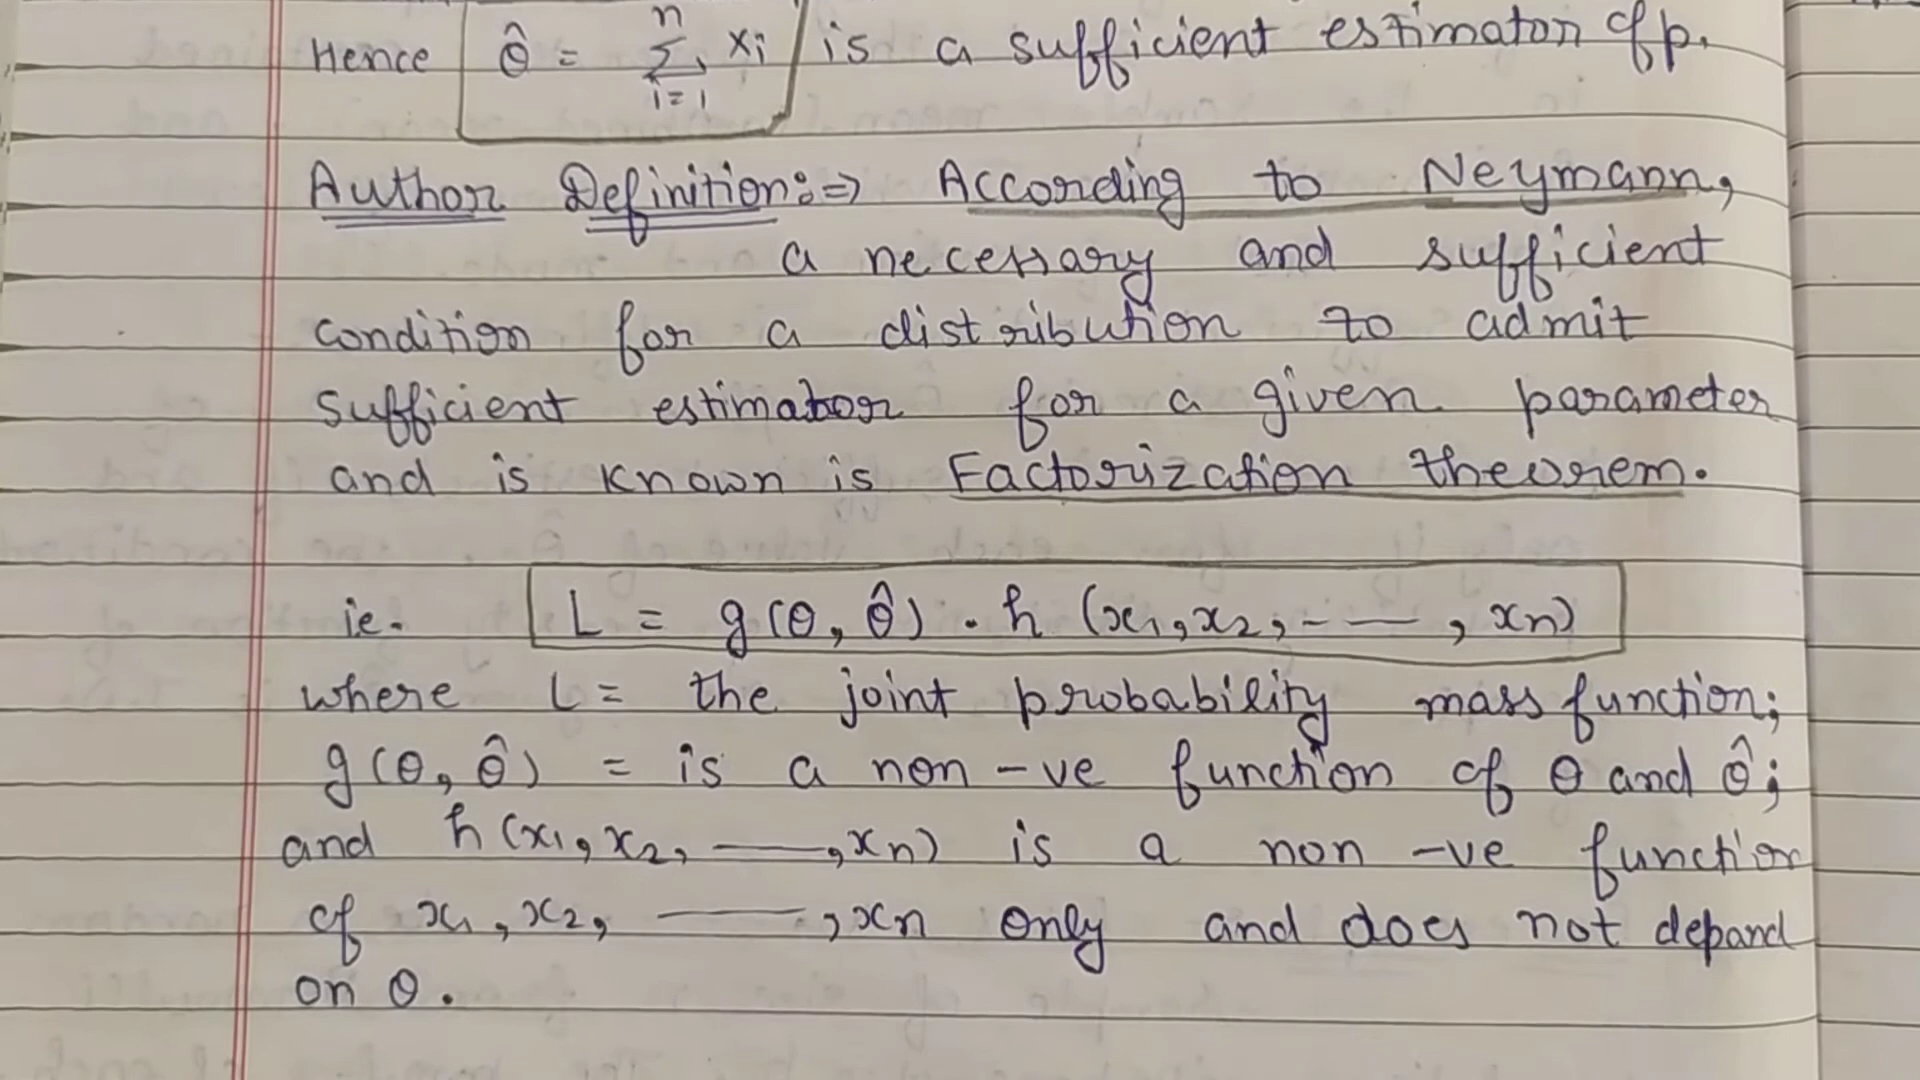 Hence θ̂ = n Σ i=1 xi is a sufficient estimator of p.
Author Definition:⇒ According to Neymann,
a necessary and sufficient
condition for a distribution to admit
sufficient estimator for a given parameter
and is known is Factorization theorem.
ie. L = g(θ, θ̂) . h (x1, x2, - — , xn)
where L = the joint probability mass function;
g(θ, θ̂) = is a non -ve function of θ and θ̂;
and h(x1, x2, — , xn) is a non -ve function
of x1, x2, — , xn only and does not depand
on θ.